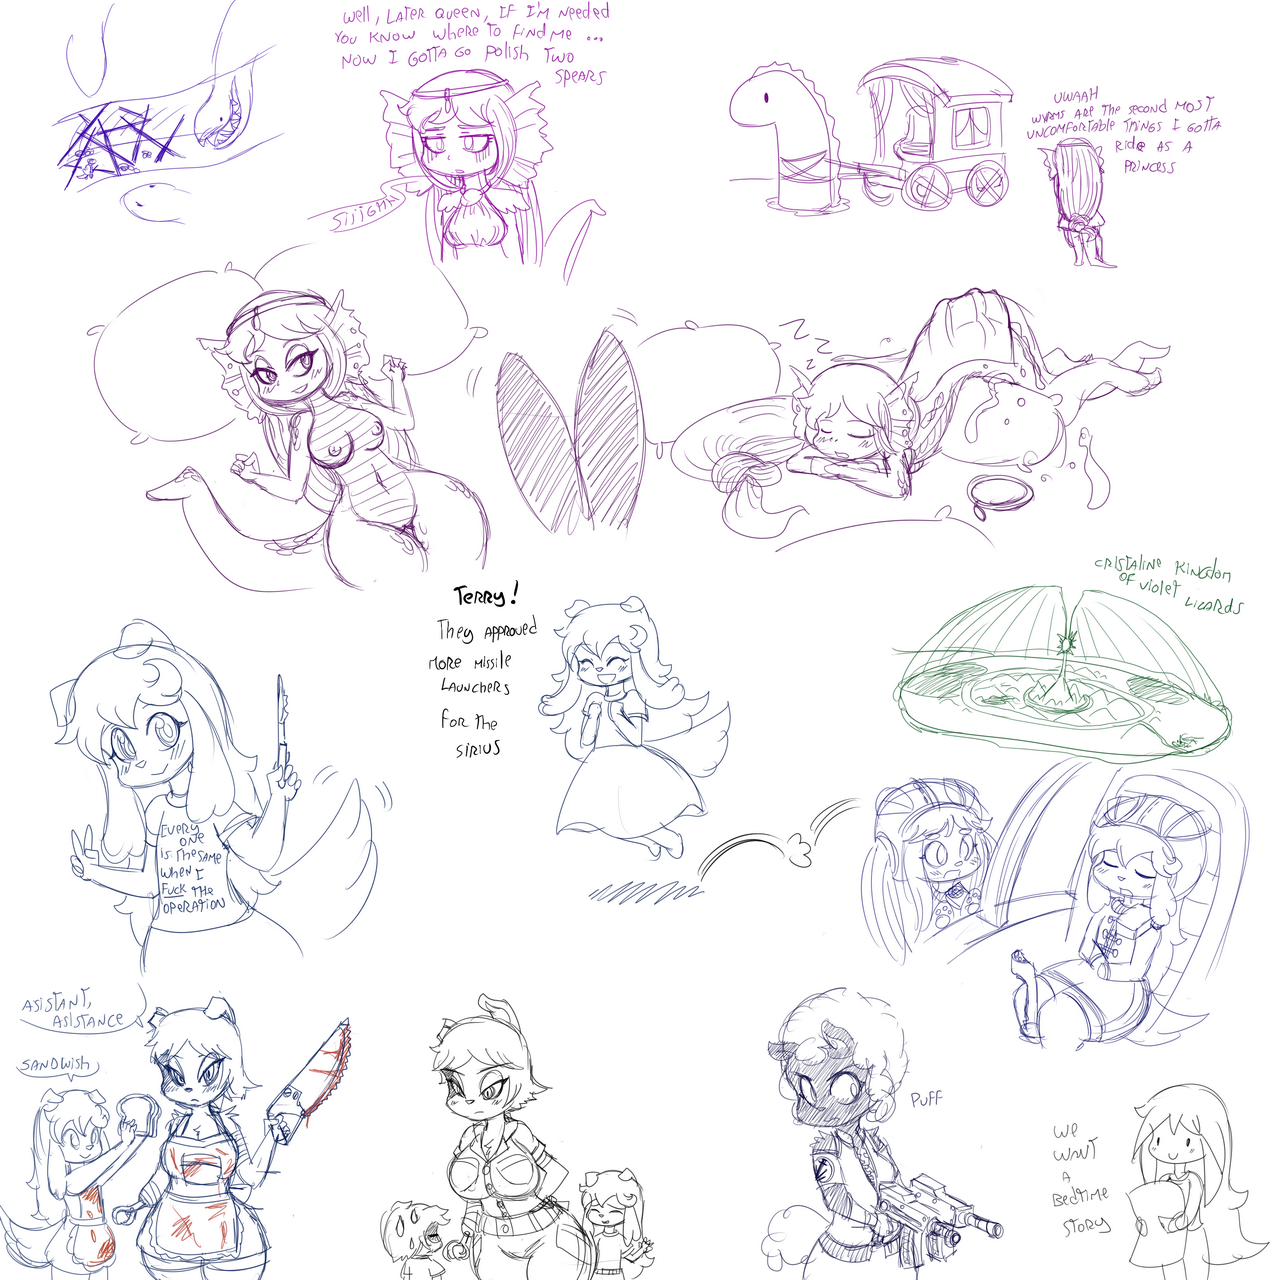 Well, Later Queen, If I'm needed
You know where to find me ...
Now I gotta go polish two
spears
Siiighh
UWAAH
WYRMS ARE THE SECOND MOST
UNCOMFORTABLE THINGS I GOTTA
RIDE AS A
PRINCESS
zzzzz
Terry!
They approved
more missile
launchers
for the
sirius
Cristaline Kingdom
of violet
Lizards
Every
one
is the same
when I
fuck the
operation
Asistant,
asistance
Sandwish
Puff
We
want
a
bedtime
story